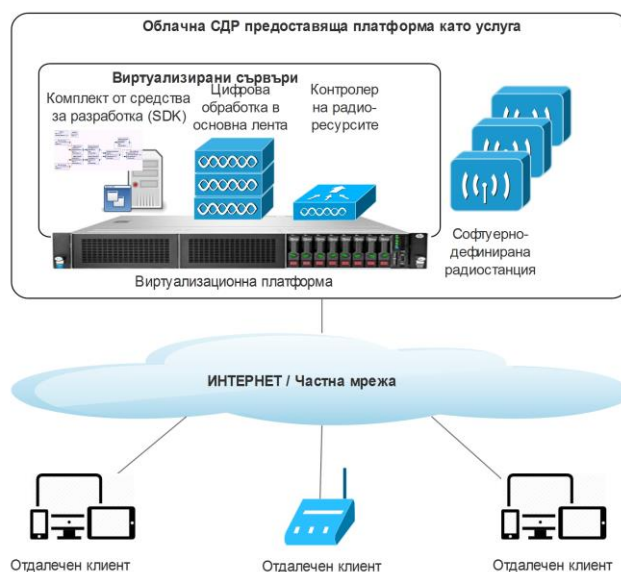 Облачна СДР предоставяща платформа като услуга
Виртуализирани сървъри
Комплект от средства
за разработка (SDK)
Цифрова
обработка в
основна лента
Контролер
на радио-
ресурсите
Софтуерно-
дефинирана
радиостанция
Виртуализационна платформа
ИНТЕРНЕТ / Частна мрежа
Отдалечен клиент
Отдалечен клиент
Отдалечен клиент